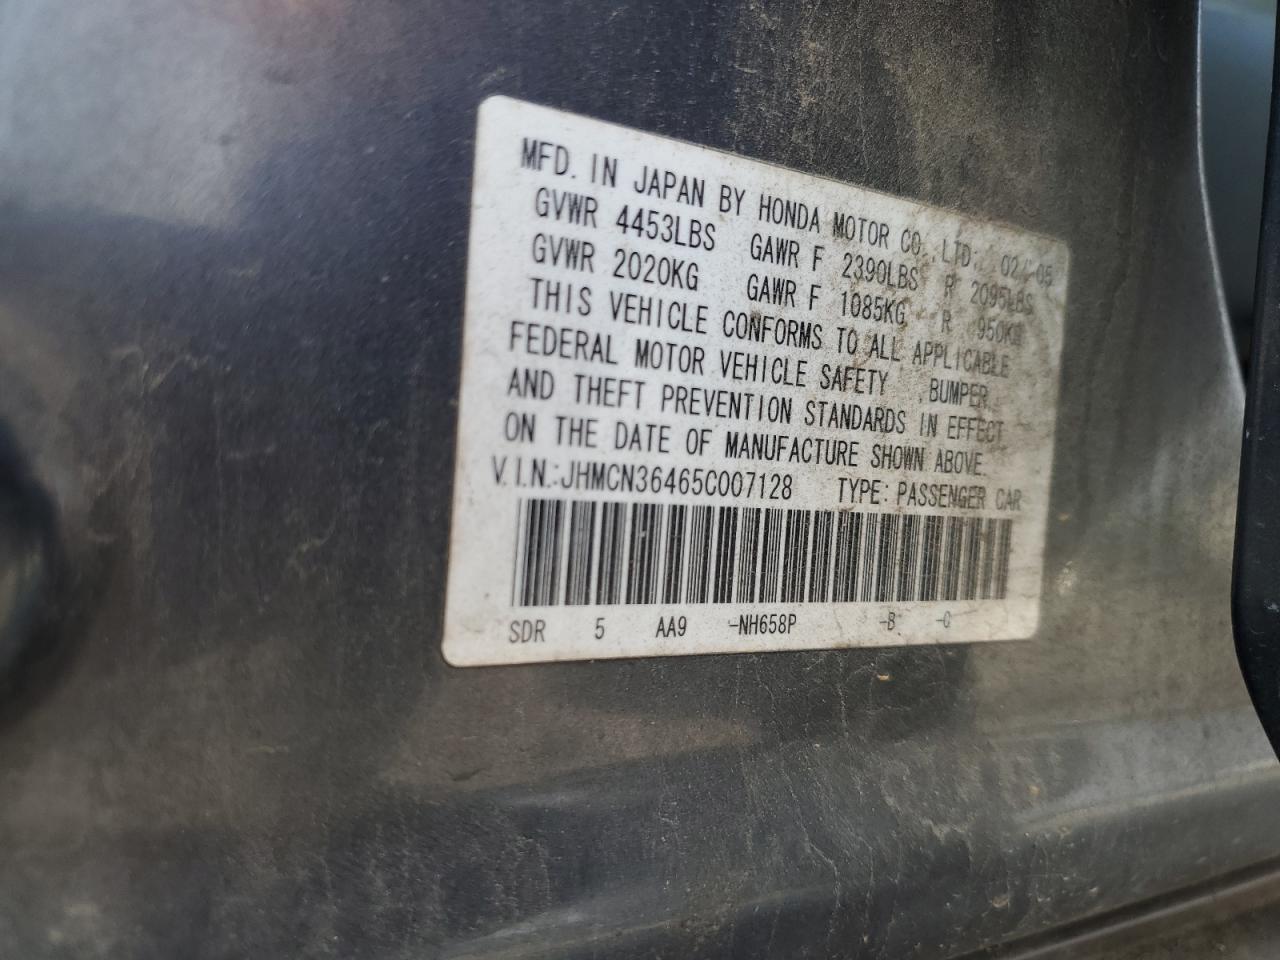 MFD. IN JAPAN BY HONDA MOTOR CO.,LTD. 02/05
GVWR 4453LBS GAWR F 2390LBS R 2095LBS
GVWR 2020KG GAWR F 1085KG R 950KG
THIS VEHICLE CONFORMS TO ALL APPLICABLE
FEDERAL MOTOR VEHICLE SAFETY ,BUMPER,
AND THEFT PREVENTION STANDARDS IN EFFECT
ON THE DATE OF MANUFACTURE SHOWN ABOVE.
V.I.N.:JHMCN36465C007128 TYPE: PASSENGER CAR
SDR 5 AA9 -NH658P -B -C